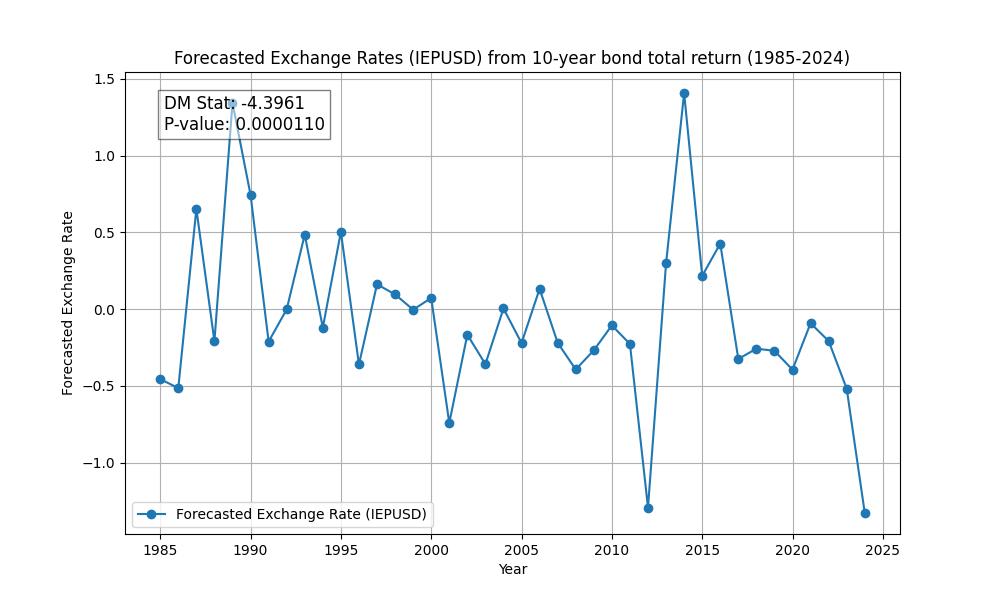 Forecasted Exchange Rates (IEPUSD) from 10-year bond total return (1985-2024)
DM Stat: -4.3961
P-value: 0.0000110
Forecasted Exchange Rate
1.5
1.0
0.5
0.0
−0.5
−1.0
Forecasted Exchange Rate (IEPUSD)
1985
1990
1995
2000
2005
2010
2015
2020
2025
Year